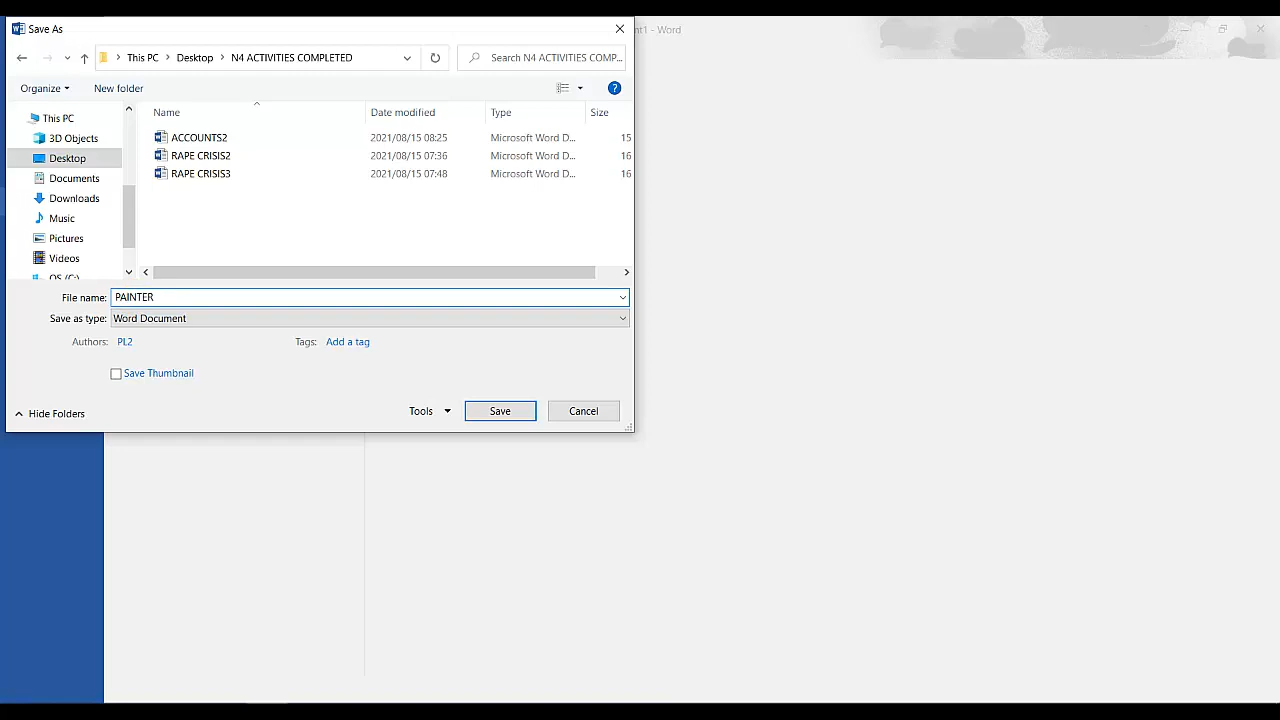 Save As
nt1 - Word
This PC > Desktop > N4 ACTIVITIES COMPLETED
Search N4 ACTIVITIES COMP...
Organize
New folder
Name Date modified Type Size
This PC
3D Objects
Desktop
Documents
Downloads
Music
Pictures
Videos
OS (C:)
ACCOUNTS2 2021/08/15 08:25 Microsoft Word D... 15
RAPE CRISIS2 2021/08/15 07:36 Microsoft Word D... 16
RAPE CRISIS3 2021/08/15 07:48 Microsoft Word D... 16
File name: PAINTER
Save as type: Word Document
Authors: PL2 Tags: Add a tag
Save Thumbnail
Hide Folders Tools Save Cancel